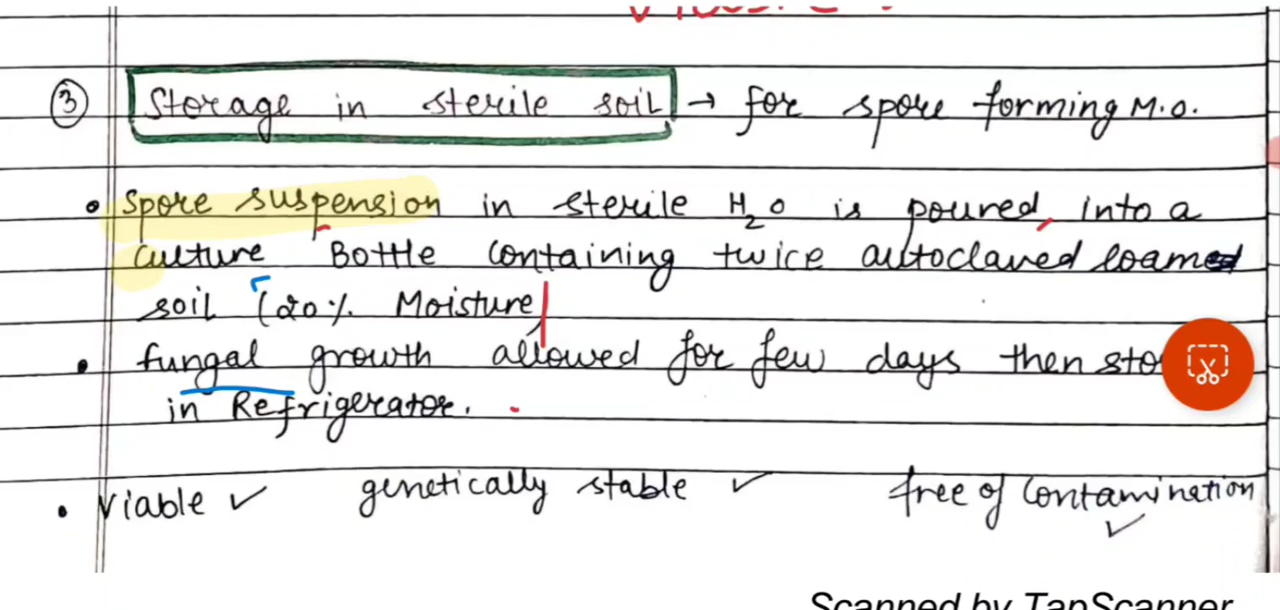 ③ Storage in sterile soil → for spore forming M.O.
• Spore suspension in sterile H₂O is poured into a
culture Bottle containing twice autoclaved loam
soil (20% Moisture)
• fungal growth allowed for few days then sto
in Refrigerator.
• Viable ✓ genetically stable ✓ free of contamination ✓
Scanned by TapScanner